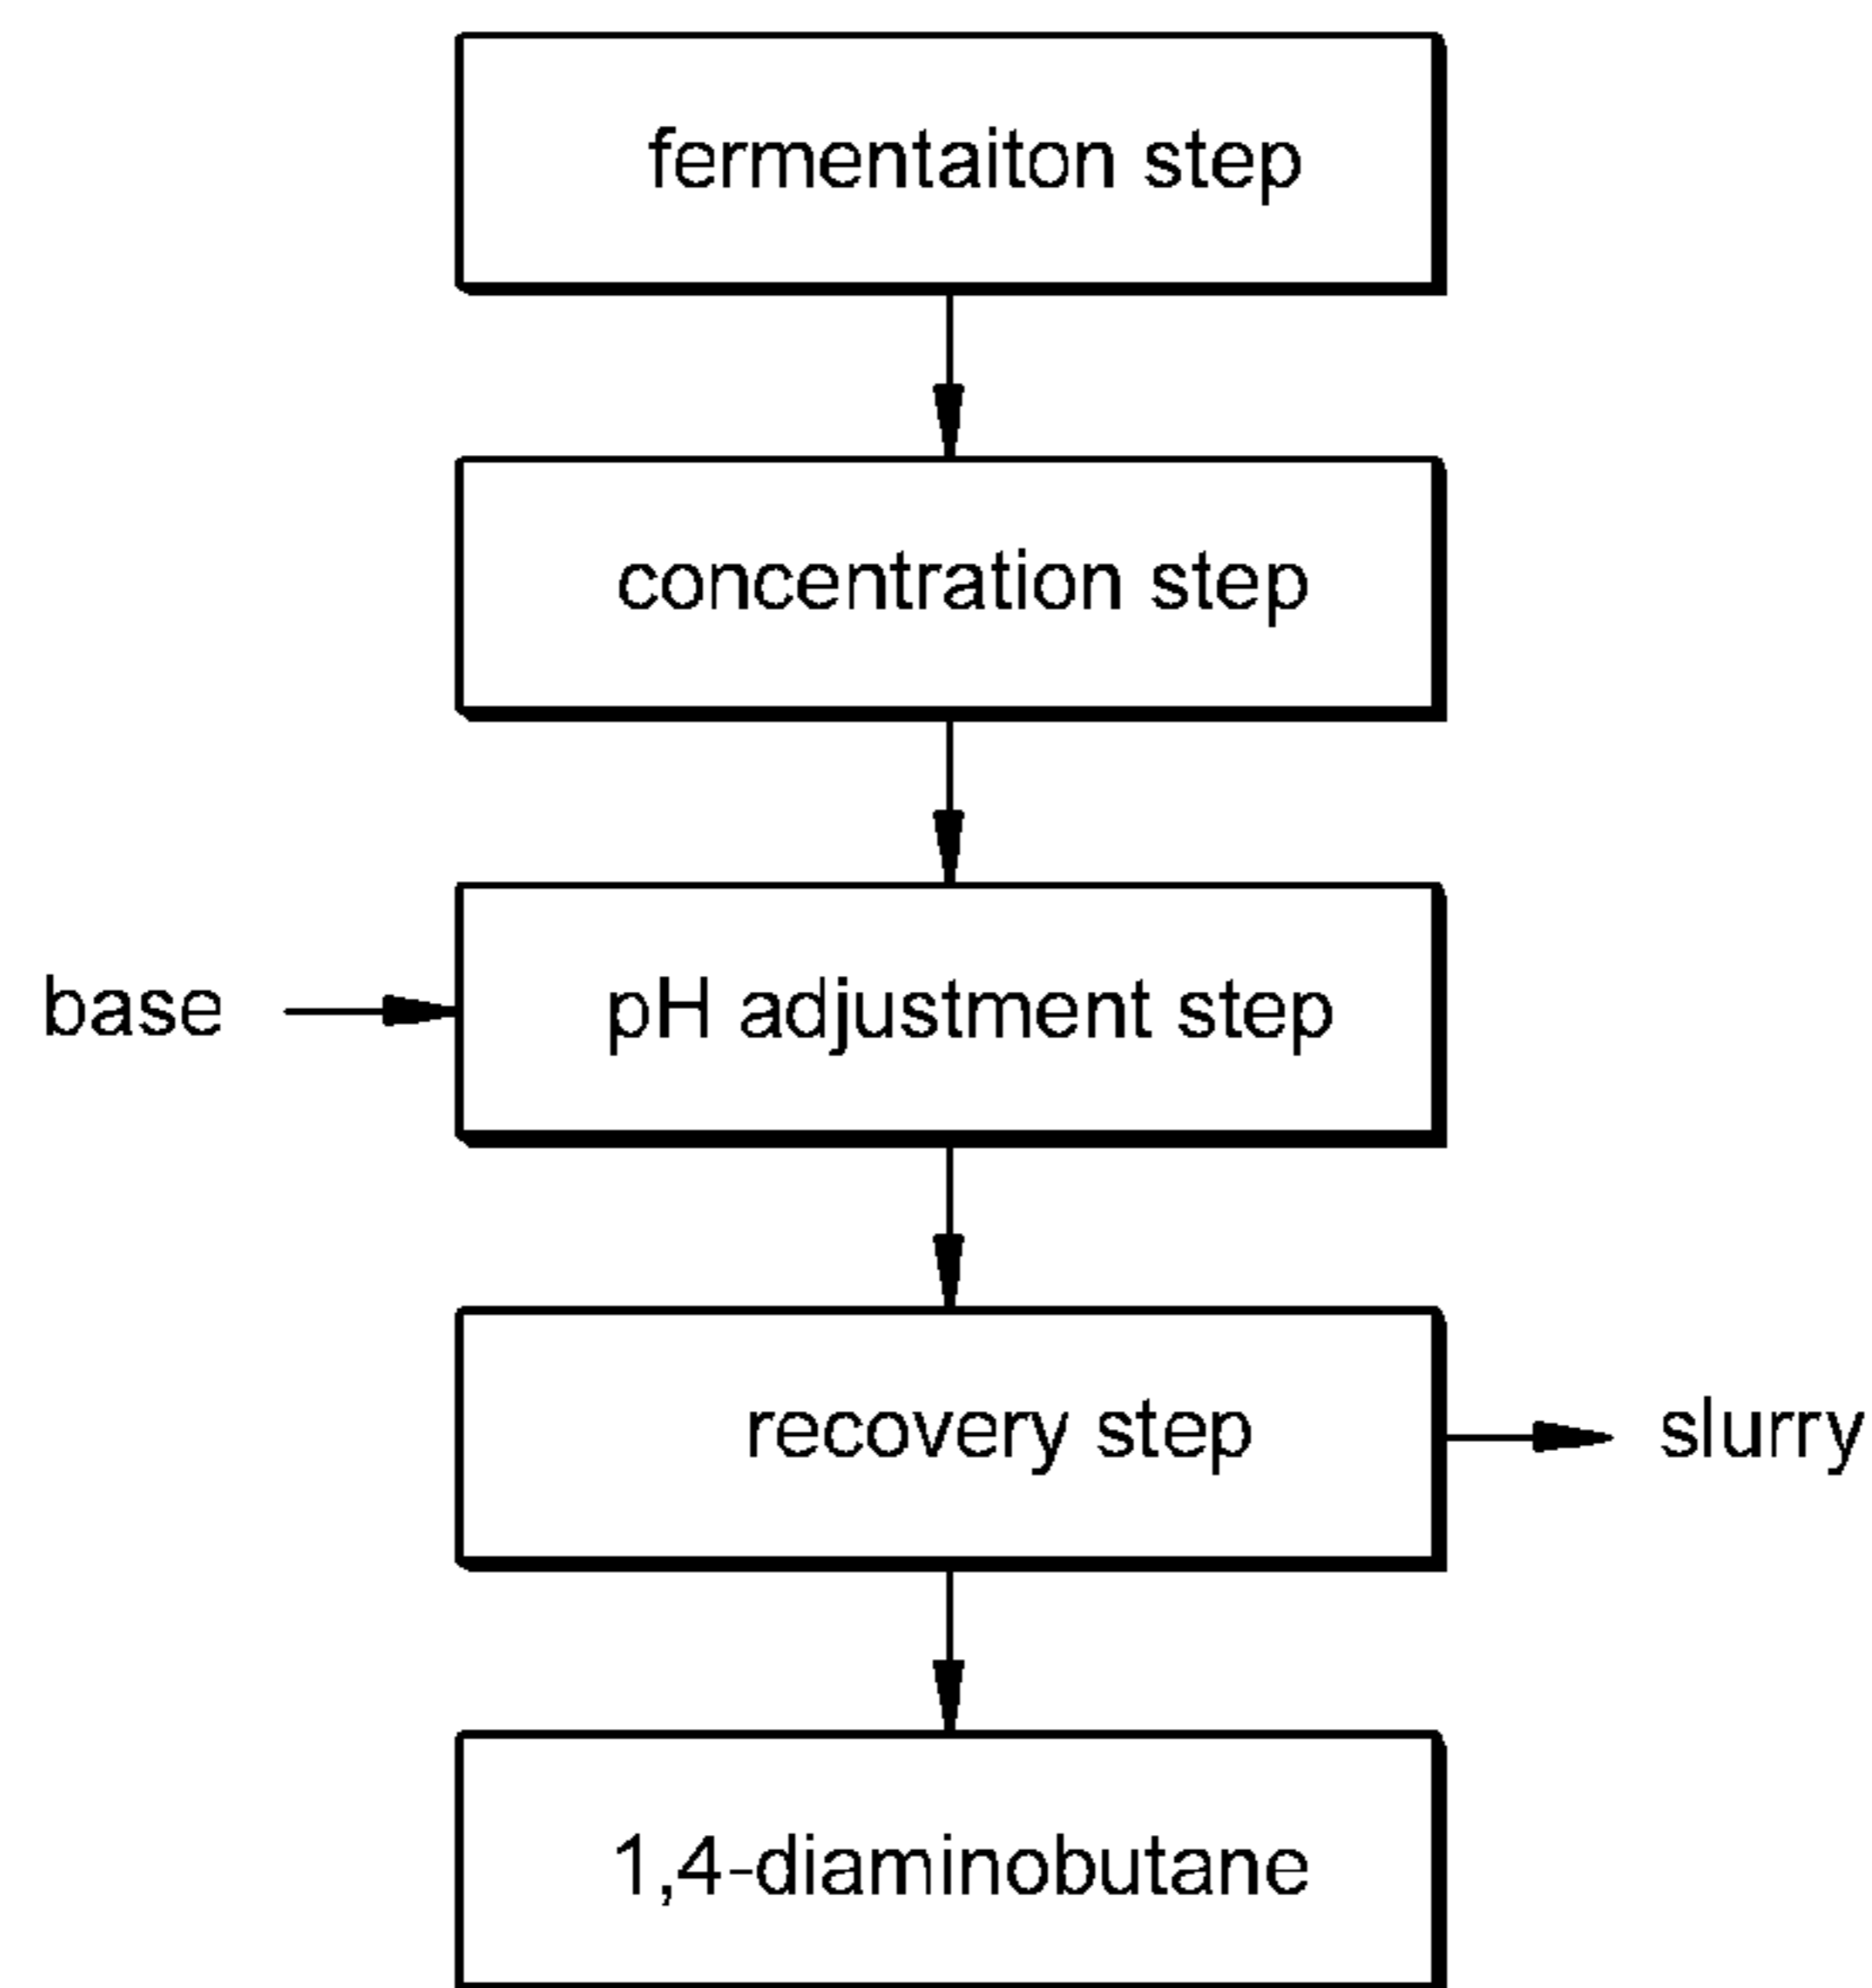 fermentaiton step
concentration step
base
pH adjustment step
recovery step
slurry
1,4-diaminobutane